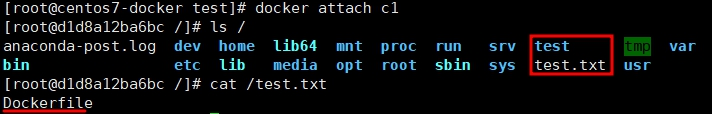 [root@centos7-docker test]# docker attach c1
[root@d1d8a12ba6bc /]# ls /
anaconda-post.log  dev  home  lib64  mnt  proc  run  srv  test  tmp  var
bin  etc  lib  media  opt  root  sbin  sys  test.txt  usr
[root@d1d8a12ba6bc /]# cat /test.txt
Dockerfile